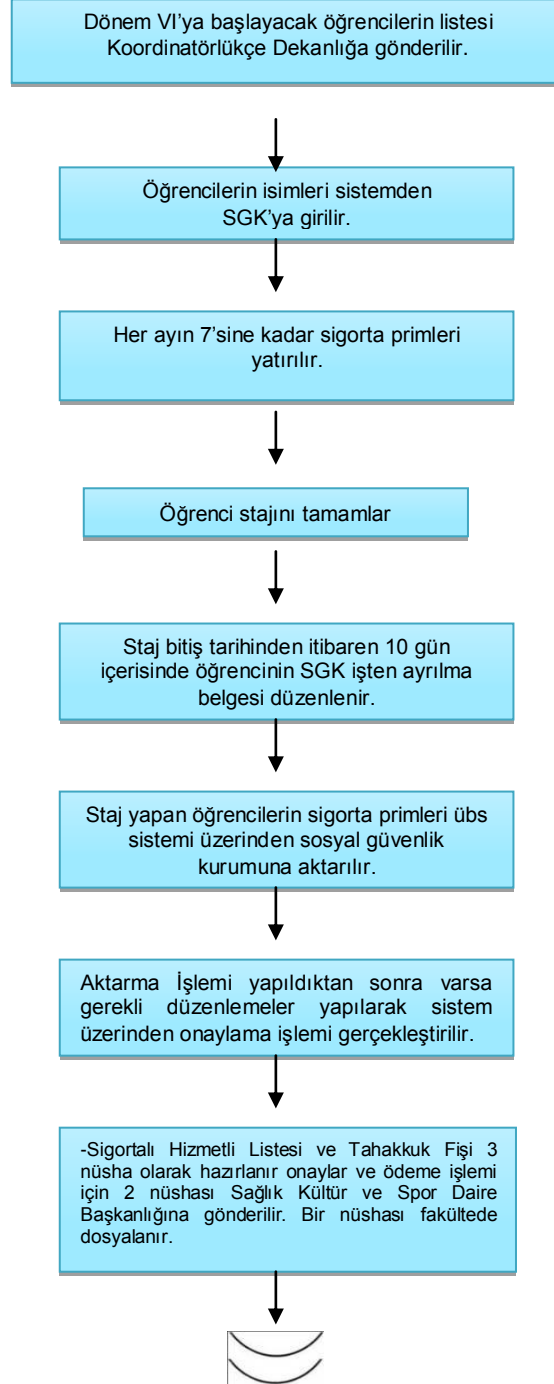 Dönem VI’ya başlayacak öğrencilerin listesi
Koordinatörlükçe Dekanlığa gönderilir.
Öğrencilerin isimleri sistemden
SGK’ya girilir.
Her ayın 7’sine kadar sigorta primleri
yatırılır.
Öğrenci stajını tamamlar
Staj bitiş tarihinden itibaren 10 gün
içerisinde öğrencinin SGK işten ayrılma
belgesi düzenlenir.
Staj yapan öğrencilerin sigorta primleri übs
sistemi üzerinden sosyal güvenlik
kurumuna aktarılır.
Aktarma İşlemi yapıldıktan sonra varsa
gerekli düzenlemeler yapılarak sistem
üzerinden onaylama işlemi gerçekleştirilir.
-Sigortalı Hizmetli Listesi ve Tahakkuk Fişi 3
nüsha olarak hazırlanır onaylar ve ödeme işlemi
için 2 nüshası Sağlık Kültür ve Spor Daire
Başkanlığına gönderilir. Bir nüshası fakültede
dosyalanır.